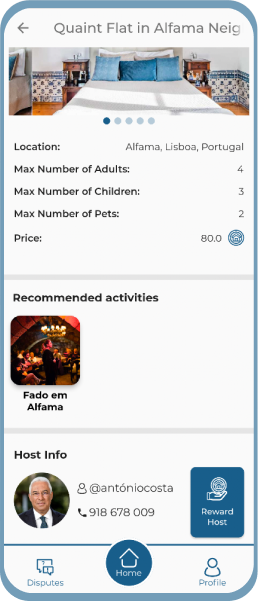 Quaint Flat in Alfama Neig
Location: Alfama, Lisboa, Portugal
Max Number of Adults: 4
Max Number of Children: 3
Max Number of Pets: 2
Price: 80.0
Recommended activities
Fado em
Alfama
Host Info
@antóniocosta
918 678 009
Reward
Host
Disputes
Home
Profile